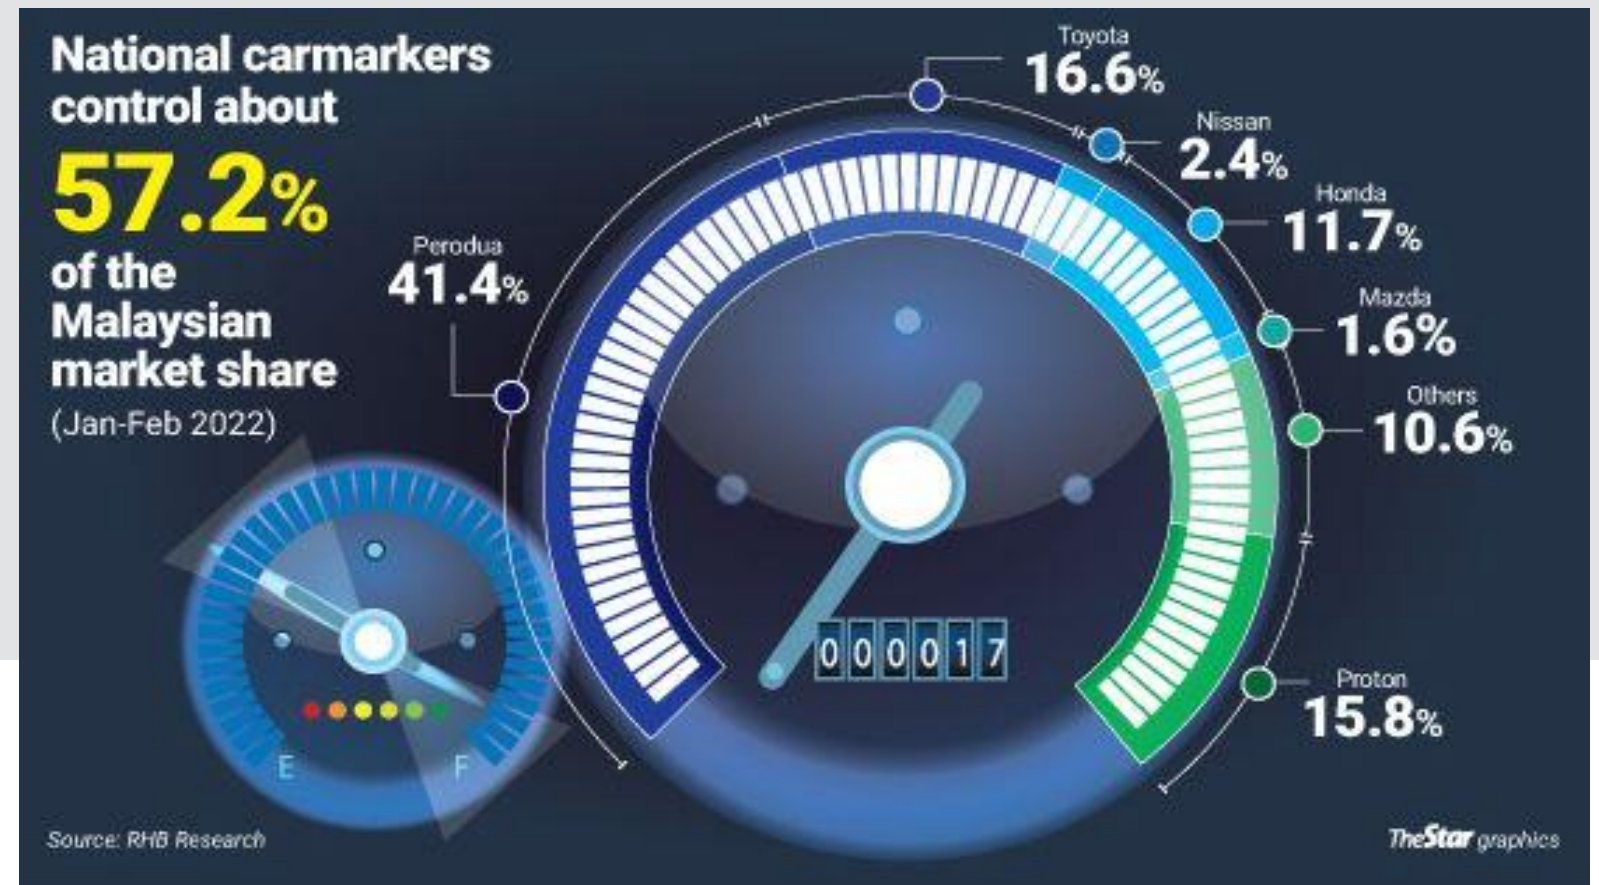 National carmarkers
control about
57.2%
of the
Malaysian
market share
(Jan-Feb 2022)
Perodua
41.4%
Toyota
16.6%
Nissan
2.4%
Honda
11.7%
Mazda
1.6%
Others
10.6%
Proton
15.8%
000017
E F
Source: RHB Research
TheStar graphics